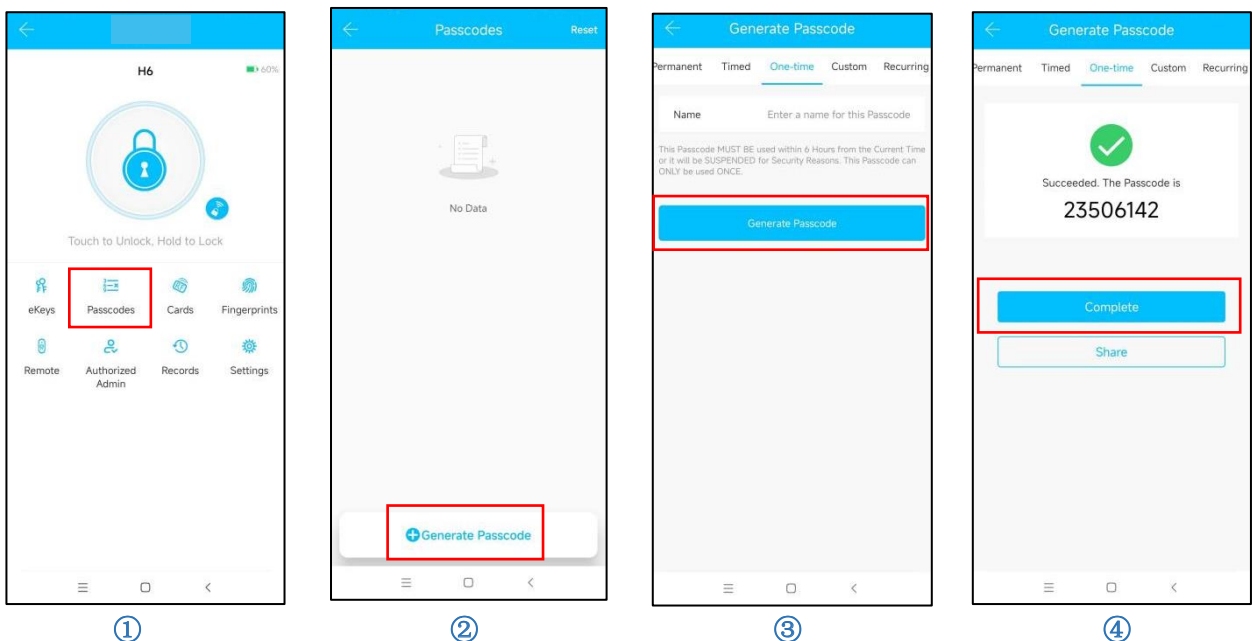 H6
60%
Touch to Unlock, Hold to Lock
eKeys
Passcodes
Cards
Fingerprints
Remote
Authorized
Admin
Records
Settings
①
Passcodes
Reset
No Data
Generate Passcode
②
Generate Passcode
Permanent
Timed
One-time
Custom
Recurring
Name
Enter a name for this Passcode
This Passcode MUST BE used within 6 Hours from the Current Time
or it will be SUSPENDED for Security Reasons. This Passcode can
ONLY be used ONCE.
Generate Passcode
③
Generate Passcode
Permanent
Timed
One-time
Custom
Recurring
Succeeded. The Passcode is
23506142
Complete
Share
④